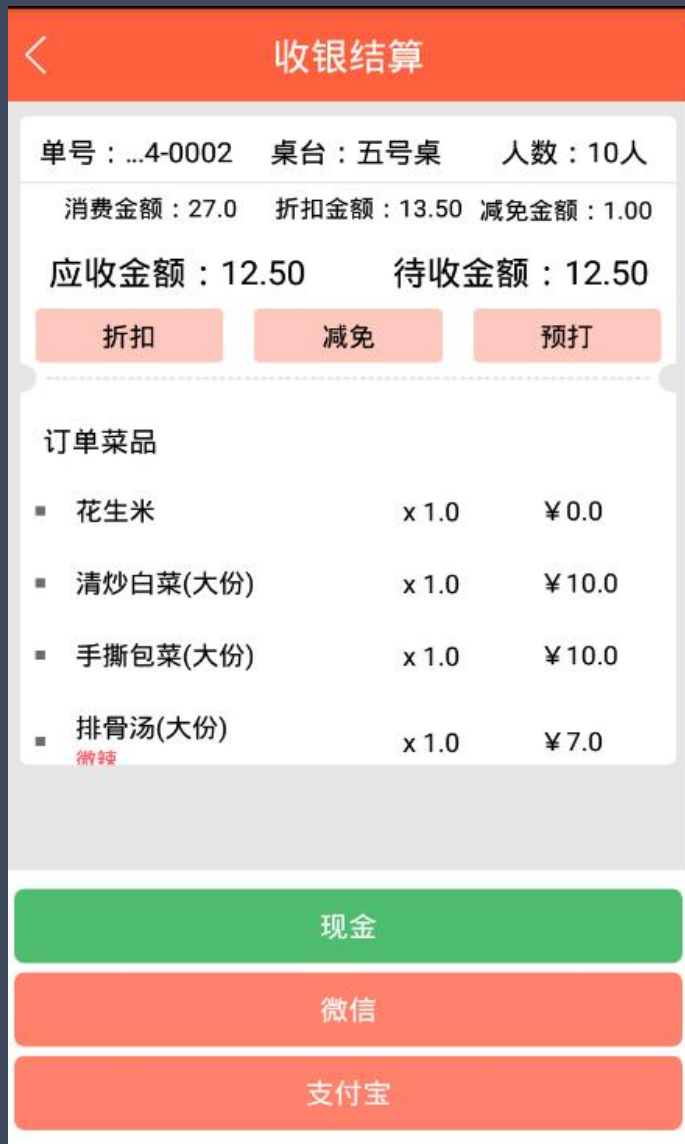 收银结算
单号：...4-0002 桌台：五号桌 人数：10人
消费金额：27.0 折扣金额：13.50 减免金额：1.00
应收金额：12.50 待收金额：12.50
折扣 减免 预打
订单菜品
花生米 x 1.0 ¥0.0
清炒白菜(大份) x 1.0 ¥10.0
手撕包菜(大份) x 1.0 ¥10.0
排骨汤(大份) x 1.0 ¥7.0
微辣
现金
微信
支付宝